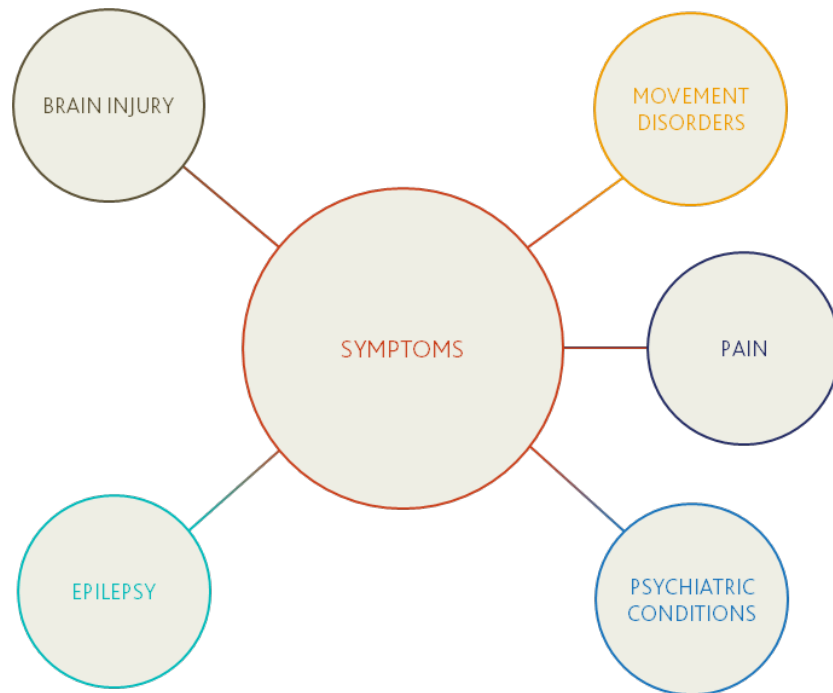 BRAIN INJURY
MOVEMENT
DISORDERS
SYMPTOMS
PAIN
EPILEPSY
PSYCHIATRIC
CONDITIONS